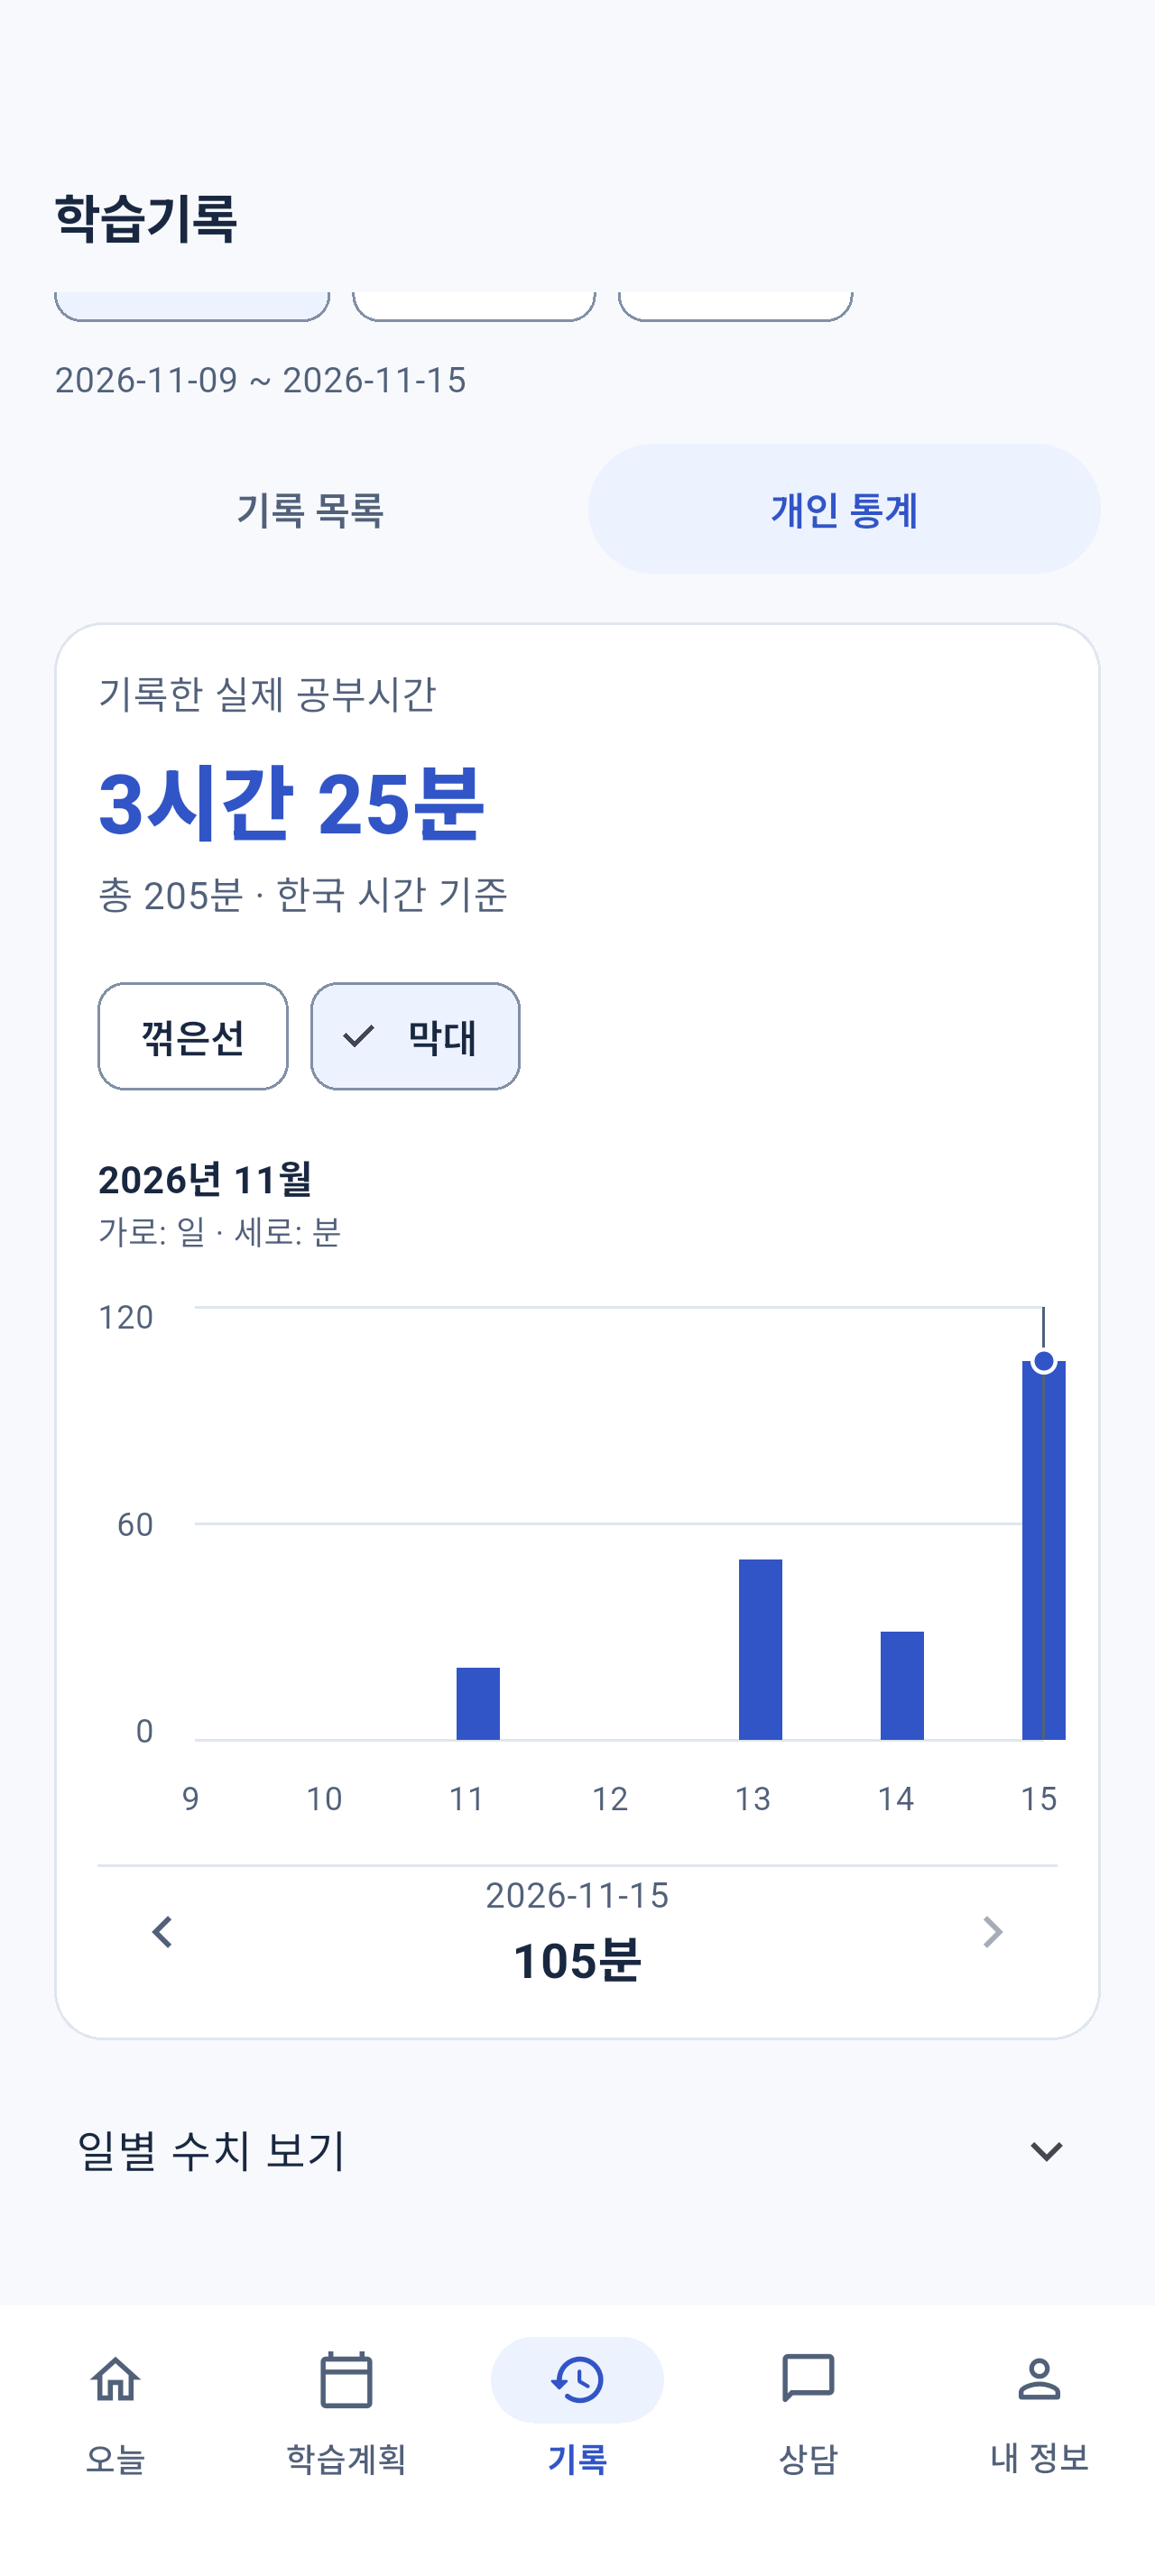 학습기록
2026-11-09 ~ 2026-11-15
기록 목록
개인 통계
기록한 실제 공부시간
3시간 25분
총 205분 · 한국 시간 기준
꺾은선
막대
2026년 11월
가로: 일 · 세로: 분
120
60
0
9 10 11 12 13 14 15
2026-11-15
105분
일별 수치 보기
오늘 학습계획 기록 상담 내 정보